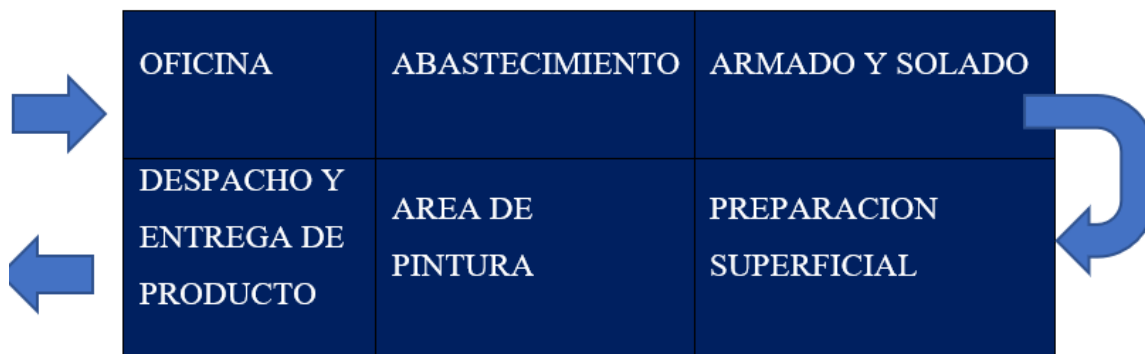 OFICINA
ABASTECIMIENTO
ARMADO Y SOLADO
DESPACHO Y
ENTREGA DE
PRODUCTO
AREA DE
PINTURA
PREPARACION
SUPERFICIAL